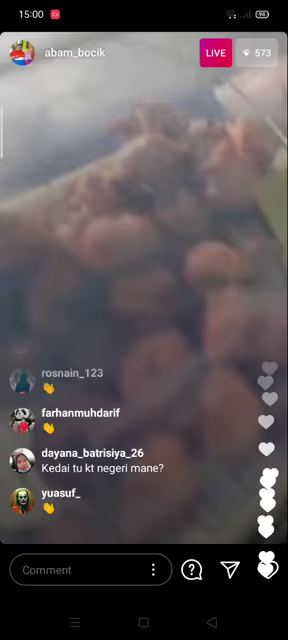 15:00
94
abam_bocik
LIVE
573
rosnain_123
👋
farhanmuhdarif
👋
dayana_batrisiya_26
Kedai tu kt negeri mane?
yuasuf_
👋
Comment